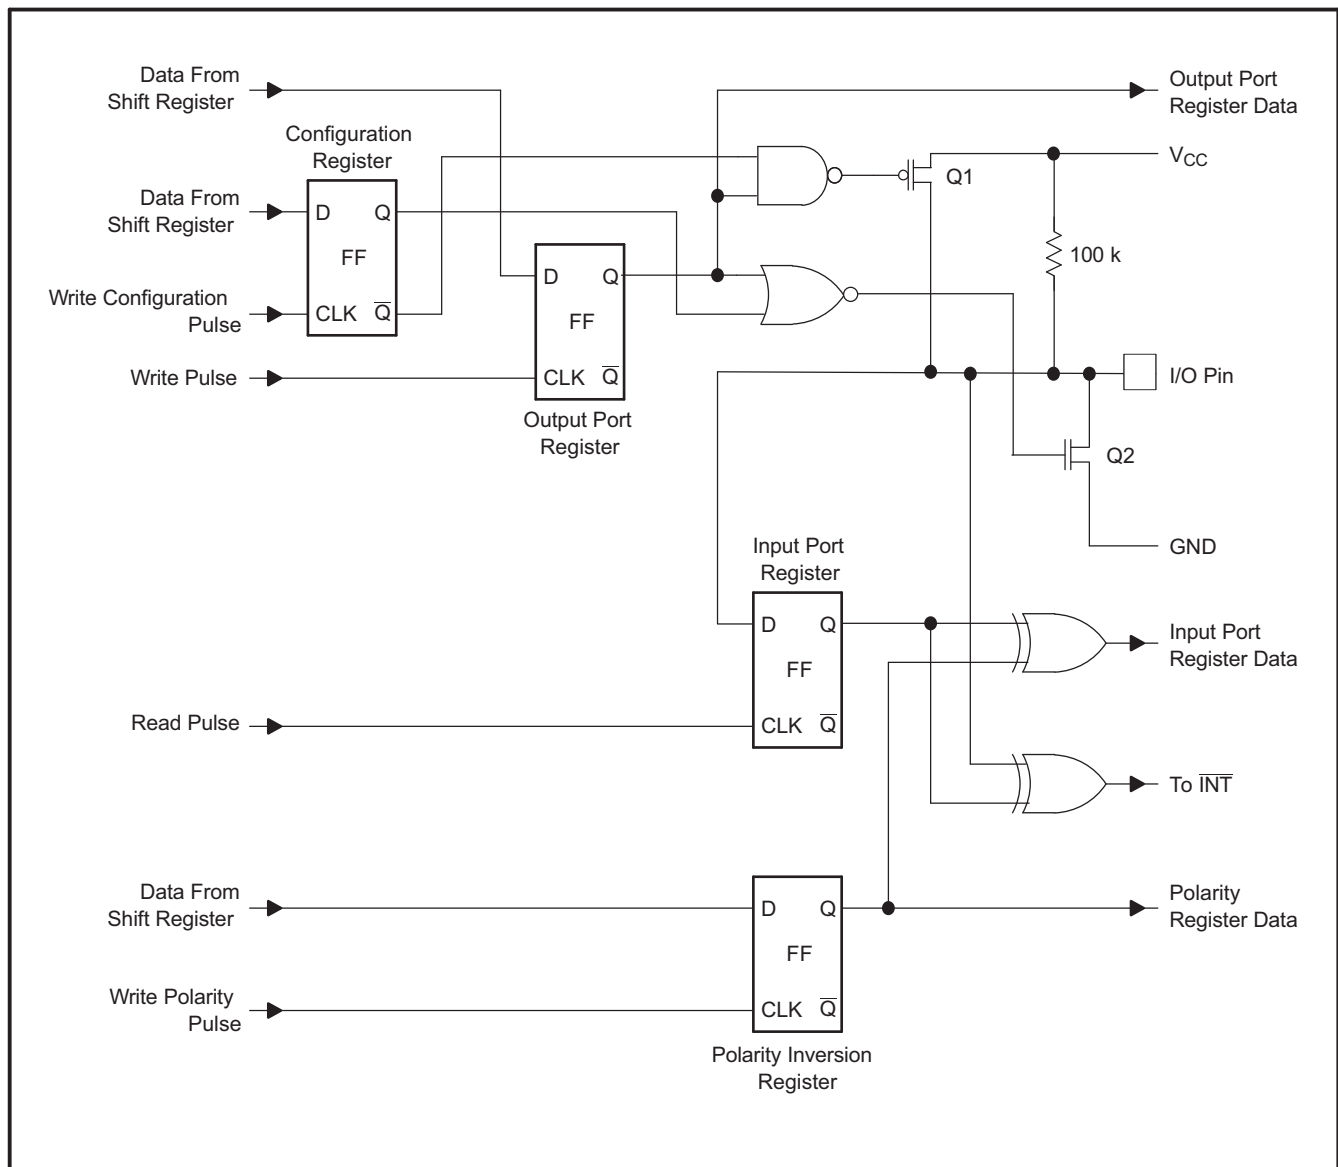 Data From
Shift Register
Output Port
Register Data
Configuration
Register
VCC
Q1
Data From
Shift Register
D Q
FF
CLK Q̅
100 k
Write Configuration
Pulse
D Q
FF
CLK Q̅
Write Pulse
I/O Pin
Output Port
Register
Q2
GND
Input Port
Register
D Q
FF
CLK Q̅
Input Port
Register Data
Read Pulse
To I̅N̅T̅
Data From
Shift Register
D Q
FF
CLK Q̅
Polarity
Register Data
Write Polarity
Pulse
Polarity Inversion
Register